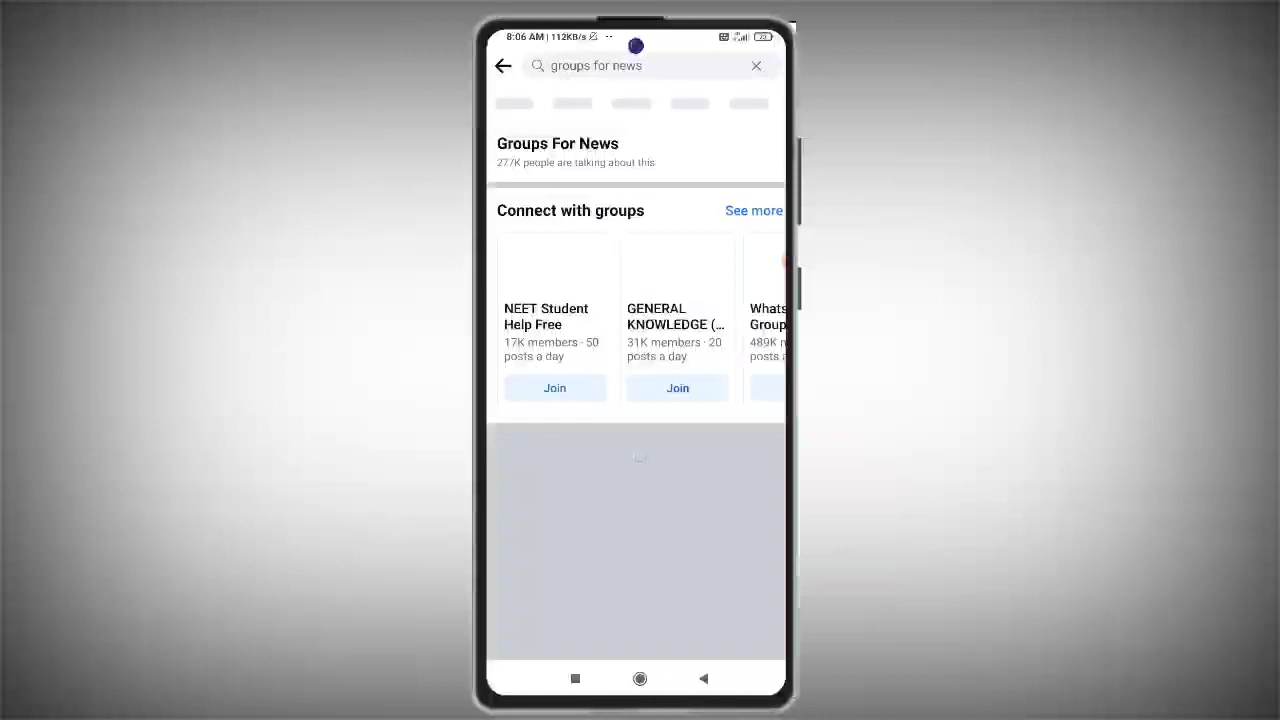 8:06 AM | 112KB/s
groups for news
Groups For News
277K people are talking about this
Connect with groups
See more
NEET Student
Help Free
17K members · 50
posts a day
Join
GENERAL
KNOWLEDGE (...
31K members · 20
posts a day
Join
Whats
Group
489K
posts a